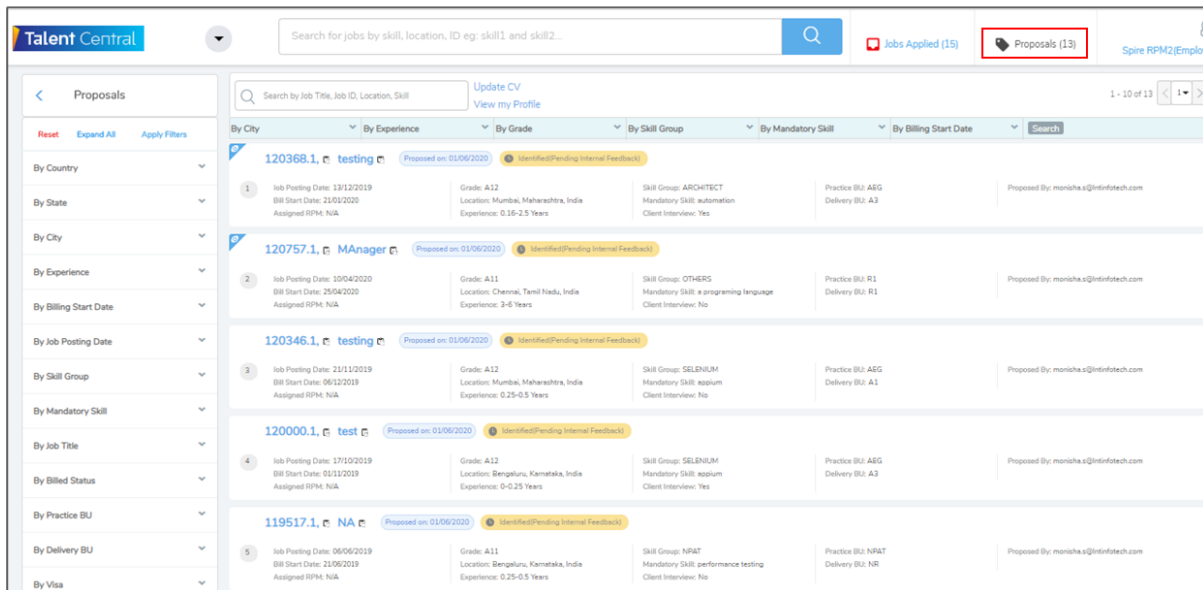 Talent Central
Search for jobs by skill, location, ID eg: skill1 and skill2...
Jobs Applied (15)
Proposals (13)
Spire RPM2(Emplo
Proposals
Search by Job Title, Job ID, Location, Skill
Update CV
View my Profile
1 - 10 of 13
1
Reset Expand All Apply Filters
By City By Experience By Grade By Skill Group By Mandatory Skill By Billing Start Date Search
By Country
By State
By City
By Experience
By Billing Start Date
By Job Posting Date
By Skill Group
By Mandatory Skill
By Job Title
By Billed Status
By Practice BU
By Delivery BU
By Visa
120368.1, testing Proposed on: 01/06/2020 Identified(Pending Internal Feedback)
1
Job Posting Date: 13/12/2019 Grade: A12 Skill Group: ARCHITECT Practice BU: AEG Proposed By: monisha.s@lntinfotech.com
Bill Start Date: 21/01/2020 Location: Mumbai, Maharashtra, India Mandatory Skill: automation Delivery BU: A3
Assigned RPM: N/A Experience: 0.16-2.5 Years Client Interview: Yes
120757.1, MAnager Proposed on: 01/06/2020 Identified(Pending Internal Feedback)
2
Job Posting Date: 10/04/2020 Grade: A11 Skill Group: OTHERS Practice BU: R1 Proposed By: monisha.s@lntinfotech.com
Bill Start Date: 25/04/2020 Location: Chennai, Tamil Nadu, India Mandatory Skill: a programing language Delivery BU: R1
Assigned RPM: N/A Experience: 3-6 Years Client Interview: No
120346.1, testing Proposed on: 01/06/2020 Identified(Pending Internal Feedback)
3
Job Posting Date: 21/11/2019 Grade: A12 Skill Group: SELENIUM Practice BU: AEG Proposed By: monisha.s@lntinfotech.com
Bill Start Date: 06/12/2019 Location: Mumbai, Maharashtra, India Mandatory Skill: appium Delivery BU: A1
Assigned RPM: N/A Experience: 0.25-0.5 Years Client Interview: No
120000.1, test Proposed on: 01/06/2020 Identified(Pending Internal Feedback)
4
Job Posting Date: 17/10/2019 Grade: A12 Skill Group: SELENIUM Practice BU: AEG Proposed By: monisha.s@lntinfotech.com
Bill Start Date: 01/11/2019 Location: Bengaluru, Karnataka, India Mandatory Skill: appium Delivery BU: A3
Assigned RPM: N/A Experience: 0-0.25 Years Client Interview: Yes
119517.1, NA Proposed on: 01/06/2020 Identified(Pending Internal Feedback)
5
Job Posting Date: 06/06/2019 Grade: A11 Skill Group: NPAT Practice BU: NPAT Proposed By: monisha.s@lntinfotech.com
Bill Start Date: 21/06/2019 Location: Bengaluru, Karnataka, India Mandatory Skill: performance testing Delivery BU: NR
Assigned RPM: N/A Experience: 0.25-0.5 Years Client Interview: No